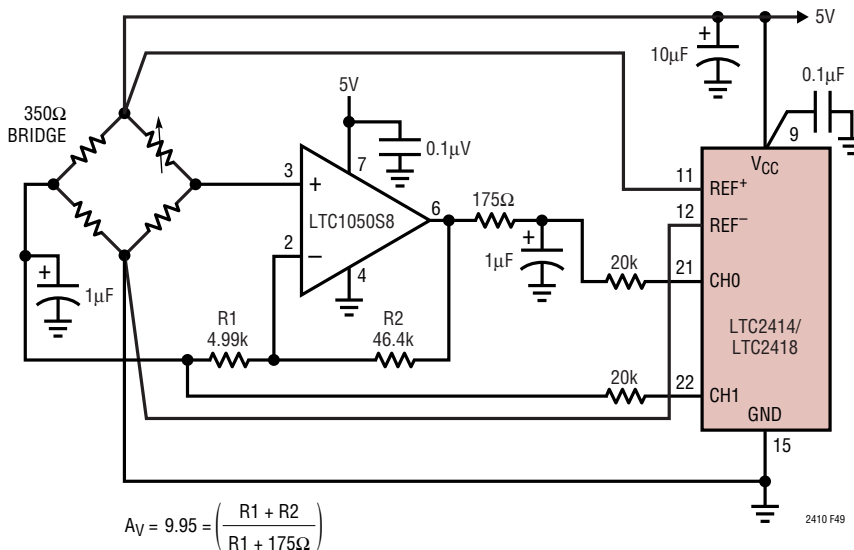 5V
10µF
0.1µF
350Ω
BRIDGE
5V
0.1µV
9
VCC
3
7
11
REF+
+
LTC1050S8
6
175Ω
12
REF−
2
−
4
+
1µF
20k
21
CH0
+
1µF
R1
4.99k
R2
46.4k
LTC2414/
LTC2418
20k
22
CH1
GND
15
AV = 9.95 = ( R1 + R2
R1 + 175Ω )
2410 F49
+